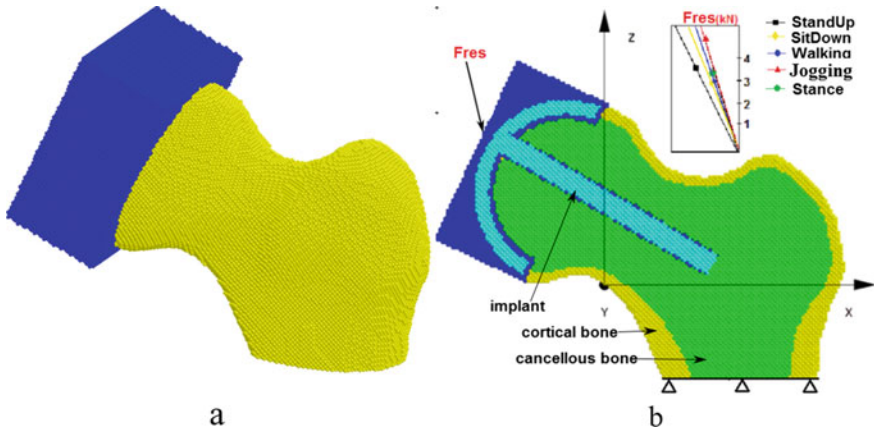 Fres(kN)
StandUp
SitDown
Walking
Jogging
Stance
4
3
2
1
Z
Fres
implant
Y
X
cortical bone
cancellous bone
a
b